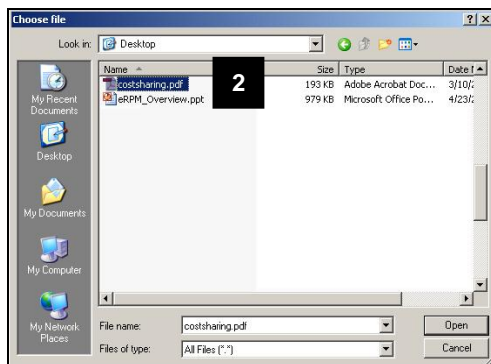 Choose file
Look in: Desktop
Name Size Type Date M
costsharing.pdf 193 KB Adobe Acrobat Doc... 3/10/2
eRPM_Overview.ppt 979 KB Microsoft Office Po... 4/23/2
2
My Recent
Documents
Desktop
My Documents
My Computer
My Network
Places
File name: costsharing.pdf Open
Files of type: All Files (*.*) Cancel